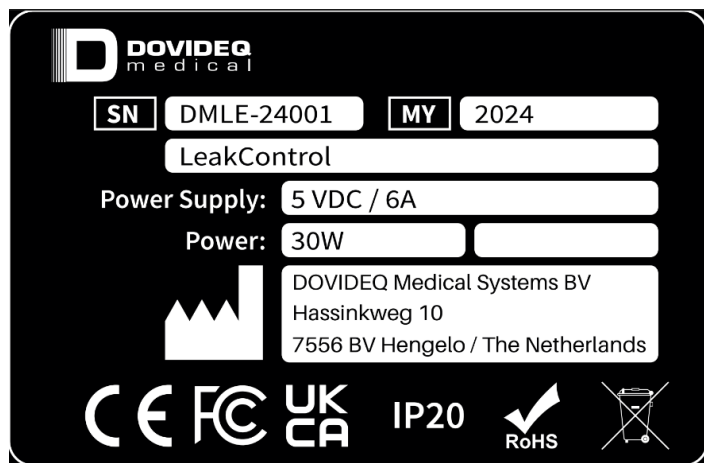 D DOVIDEQ
medical
SN DMLE-24001 MY 2024
LeakControl
Power Supply: 5 VDC / 6A
Power: 30W
DOVIDEQ Medical Systems BV
Hassinkweg 10
7556 BV Hengelo / The Netherlands
CE FC UK
CA
IP20
RoHS